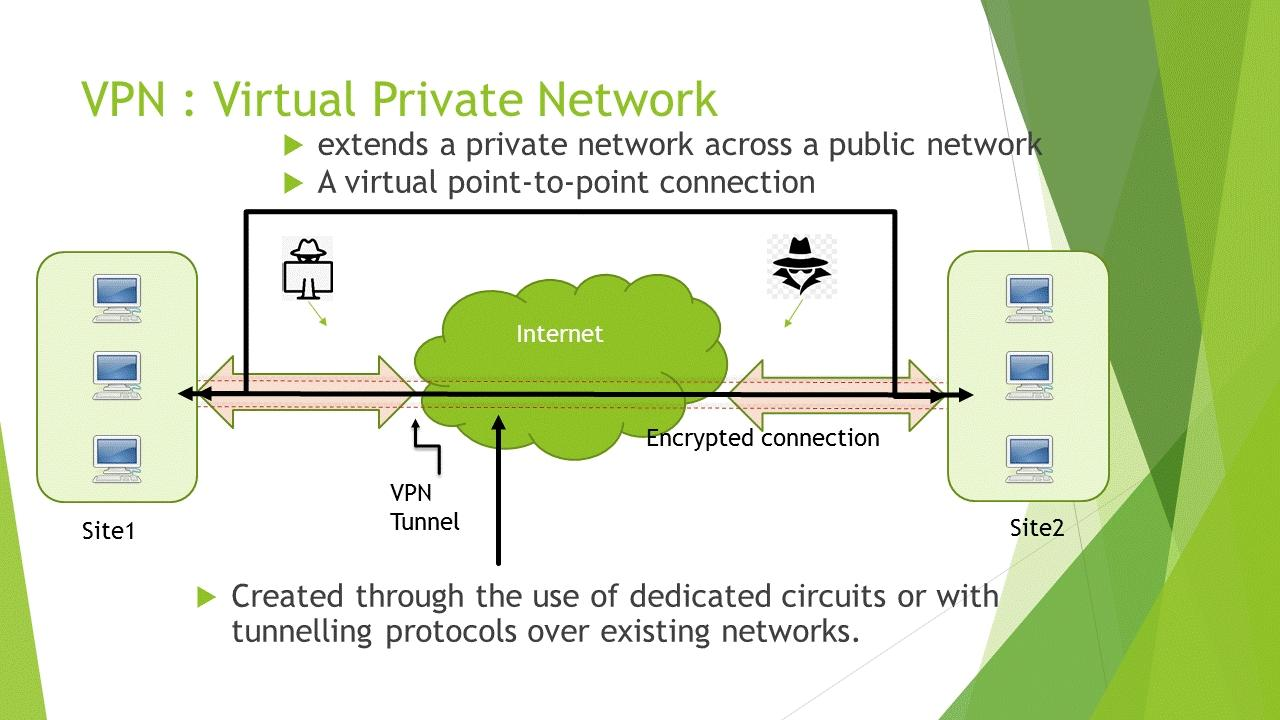 VPN : Virtual Private Network
extends a private network across a public network
A virtual point-to-point connection
Internet
Encrypted connection
VPN
Tunnel
Site1
Site2
Created through the use of dedicated circuits or with
tunnelling protocols over existing networks.